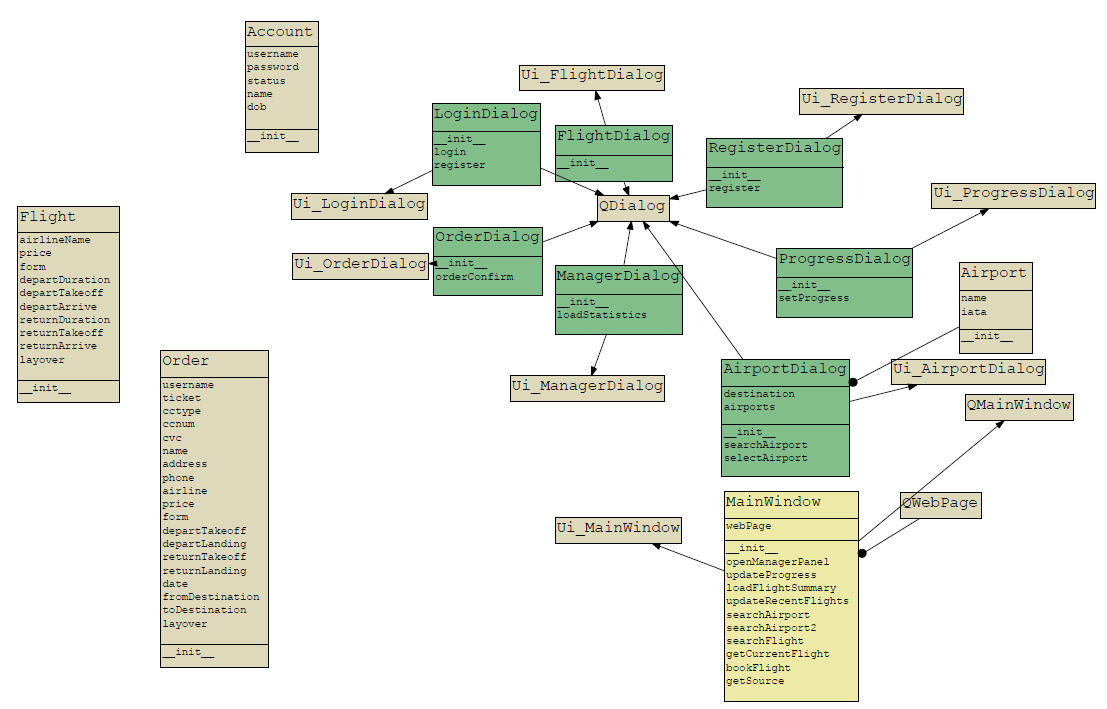 Account
username
password
status
name
dob
__init__
Ui_FlightDialog
Ui_RegisterDialog
LoginDialog
__init__
login
register
FlightDialog
__init__
RegisterDialog
__init__
register
Ui_LoginDialog
QDialog
Ui_ProgressDialog
Flight
airlineName
price
form
departDuration
departTakeoff
departArrive
returnDuration
returnTakeoff
returnArrive
layover
__init__
OrderDialog
__init__
orderConfirm
Ui_OrderDialog
ManagerDialog
__init__
loadStatistics
ProgressDialog
__init__
setProgress
Airport
name
iata
__init__
Order
username
ticket
cctype
ccnum
cvc
name
address
phone
airline
price
form
departTakeoff
departLanding
returnTakeoff
returnLanding
date
fromDestination
toDestination
layover
__init__
Ui_ManagerDialog
AirportDialog
destination
airports
__init__
searchAirport
selectAirport
Ui_AirportDialog
QMainWindow
MainWindow
webPage
__init__
openManagerPanel
updateProgress
loadFlightSummary
updateRecentFlights
searchAirport
searchAirport2
searchFlight
getCurrentFlight
bookFlight
getSource
QWebPage
Ui_MainWindow